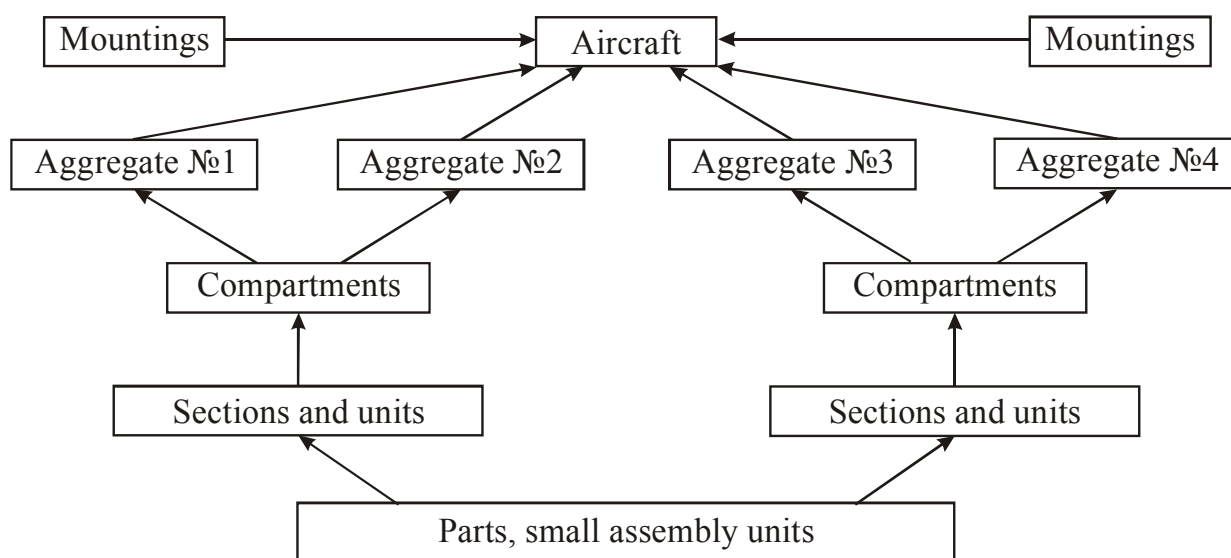 Mountings
Aircraft
Mountings
Aggregate №1
Aggregate №2
Aggregate №3
Aggregate №4
Compartments
Compartments
Sections and units
Sections and units
Parts, small assembly units